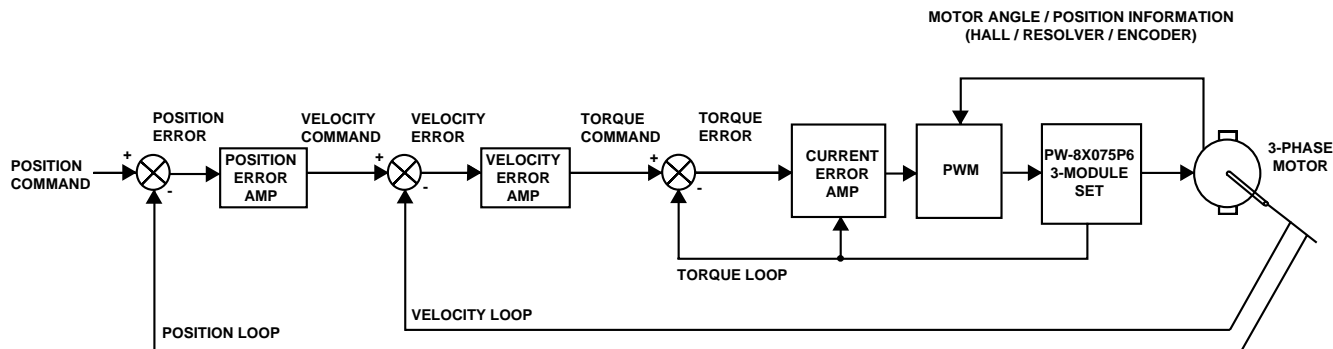 MOTOR ANGLE / POSITION INFORMATION
(HALL / RESOLVER / ENCODER)
POSITION
COMMAND
+
-
POSITION
ERROR
POSITION
ERROR
AMP
VELOCITY
COMMAND
+
-
VELOCITY
ERROR
VELOCITY
ERROR
AMP
TORQUE
COMMAND
+
-
TORQUE
ERROR
CURRENT
ERROR
AMP
PWM
PW-8X075P6
3-MODULE
SET
3-PHASE
MOTOR
TORQUE LOOP
VELOCITY LOOP
POSITION LOOP